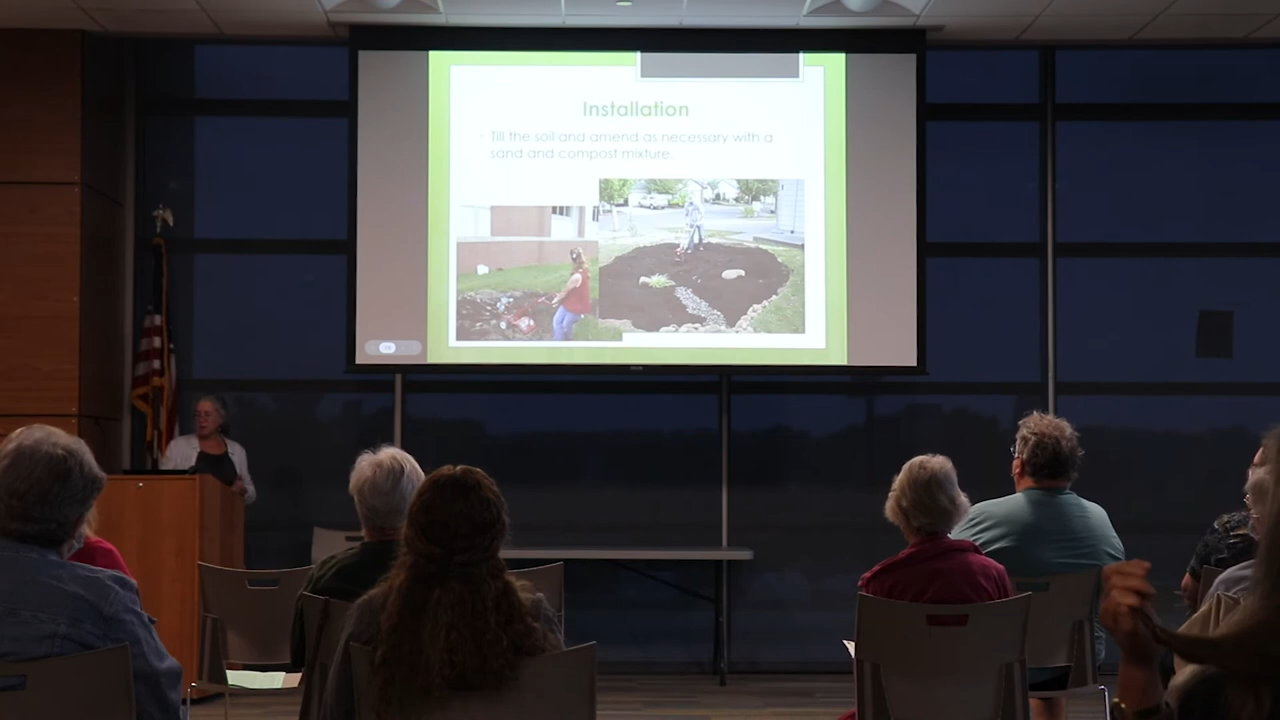 Installation
Till the soil and amend as necessary with a
sand and compost mixture.